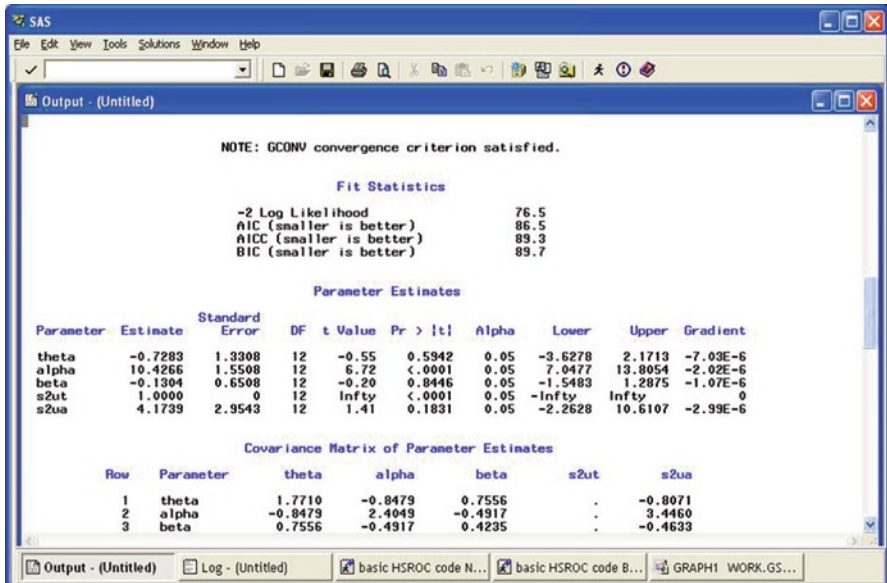 SAS
File Edit View Tools Solutions Window Help
Output - (Untitled)
NOTE: GCONV convergence criterion satisfied.
Fit Statistics
-2 Log Likelihood 76.5
AIC (smaller is better) 86.5
AICC (smaller is better) 89.3
BIC (smaller is better) 89.7
Parameter Estimates
Standard
Parameter Estimate Error DF t Value Pr > |t| Alpha Lower Upper Gradient
theta -0.7283 1.3308 12 -0.55 0.5942 0.05 -3.6278 2.1713 -7.03E-6
alpha 10.4266 1.5508 12 6.72 <.0001 0.05 7.0477 13.8054 -2.02E-6
beta -0.1304 0.6508 12 -0.20 0.8446 0.05 -1.5483 1.2875 -1.07E-6
s2ut 1.0000 0 12 Infty <.0001 0.05 -Infty Infty 0
s2ua 4.1739 2.9543 12 1.41 0.1831 0.05 -2.2628 10.6107 -2.99E-6
Covariance Matrix of Parameter Estimates
Row Parameter theta alpha beta s2ut s2ua
1 theta 1.7710 -0.8479 0.7556 . -0.8071
2 alpha -0.8479 2.4049 -0.4917 . 3.4460
3 beta 0.7556 -0.4917 0.4235 . -0.4633
Output - (Untitled) Log - (Untitled) basic HSROC code N... basic HSROC code B... GRAPH1 WORK.GS...